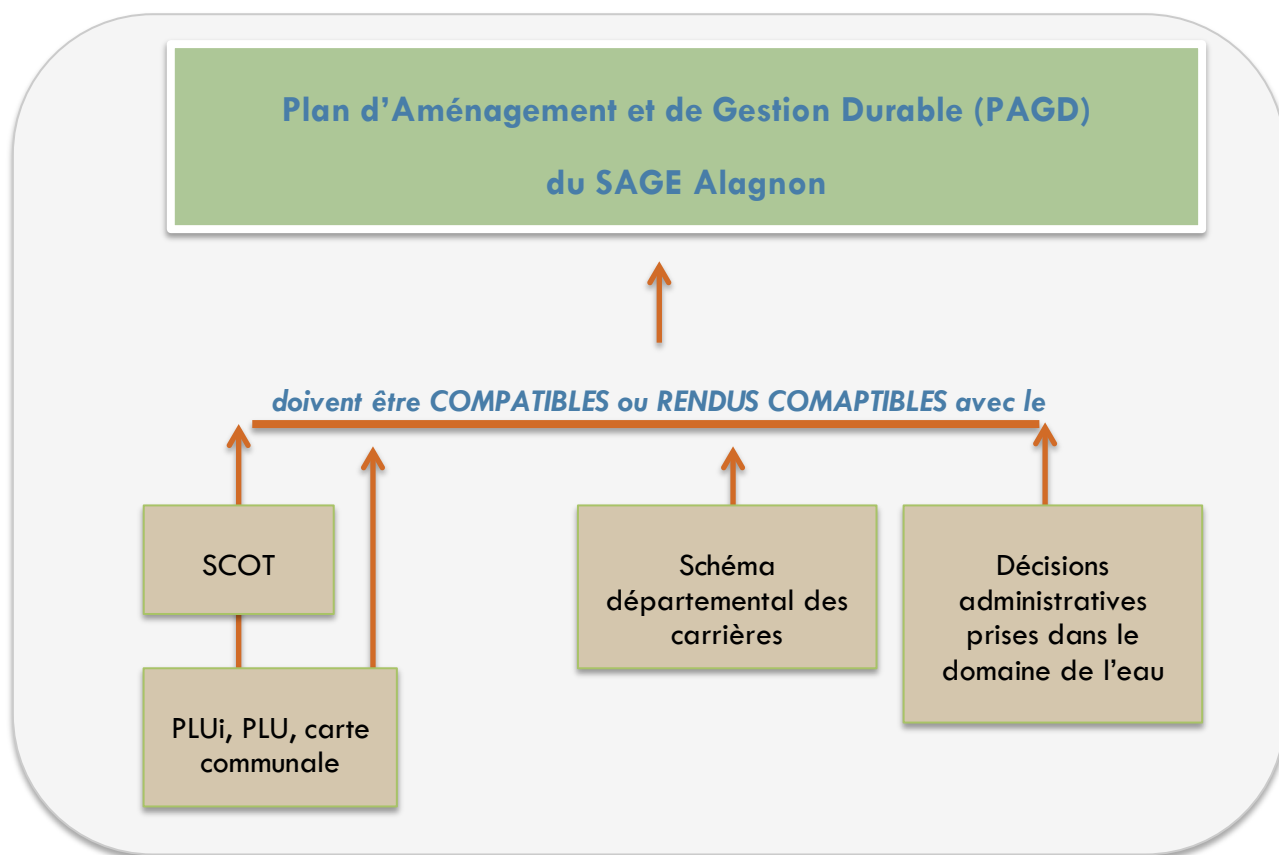 Plan d’Aménagement et de Gestion Durable (PAGD)
du SAGE Alagnon
doivent être COMPATIBLES ou RENDUS COMAPTIBLES avec le
SCOT
PLUi, PLU, carte
communale
Schéma
départemental des
carrières
Décisions
administratives
prises dans le
domaine de l’eau